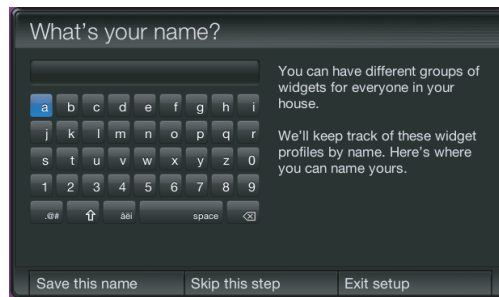 What's your name?
You can have different groups of
widgets for everyone in your
house.
We'll keep track of these widget
profiles by name. Here's where
you can name yours.
a b c d e f g h i
j k l m n o p q r
s t u v w x y z 0
1 2 3 4 5 6 7 8 9
.@# áëî space
Save this name Skip this step Exit setup